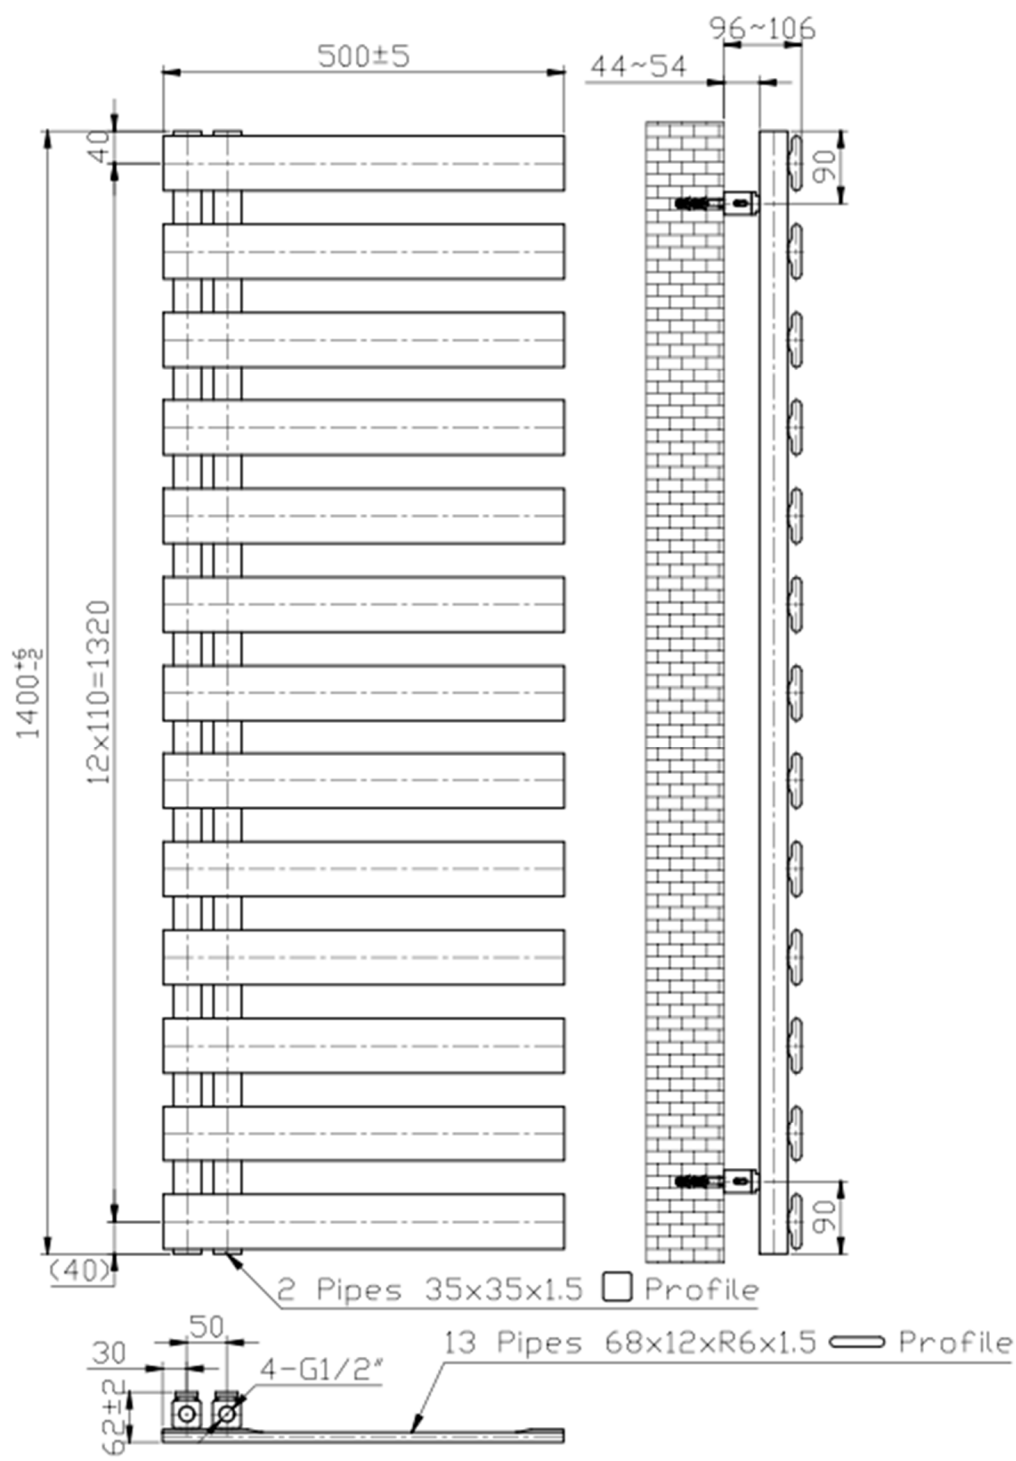 96~106
500±5
44~54
40
90
12x110=1320
1400+6-2
90
(40)
2 Pipes 35x35x1.5 Profile
50
13 Pipes 68x12xR6x1.5 Profile
30
4-G1/2"
62±2